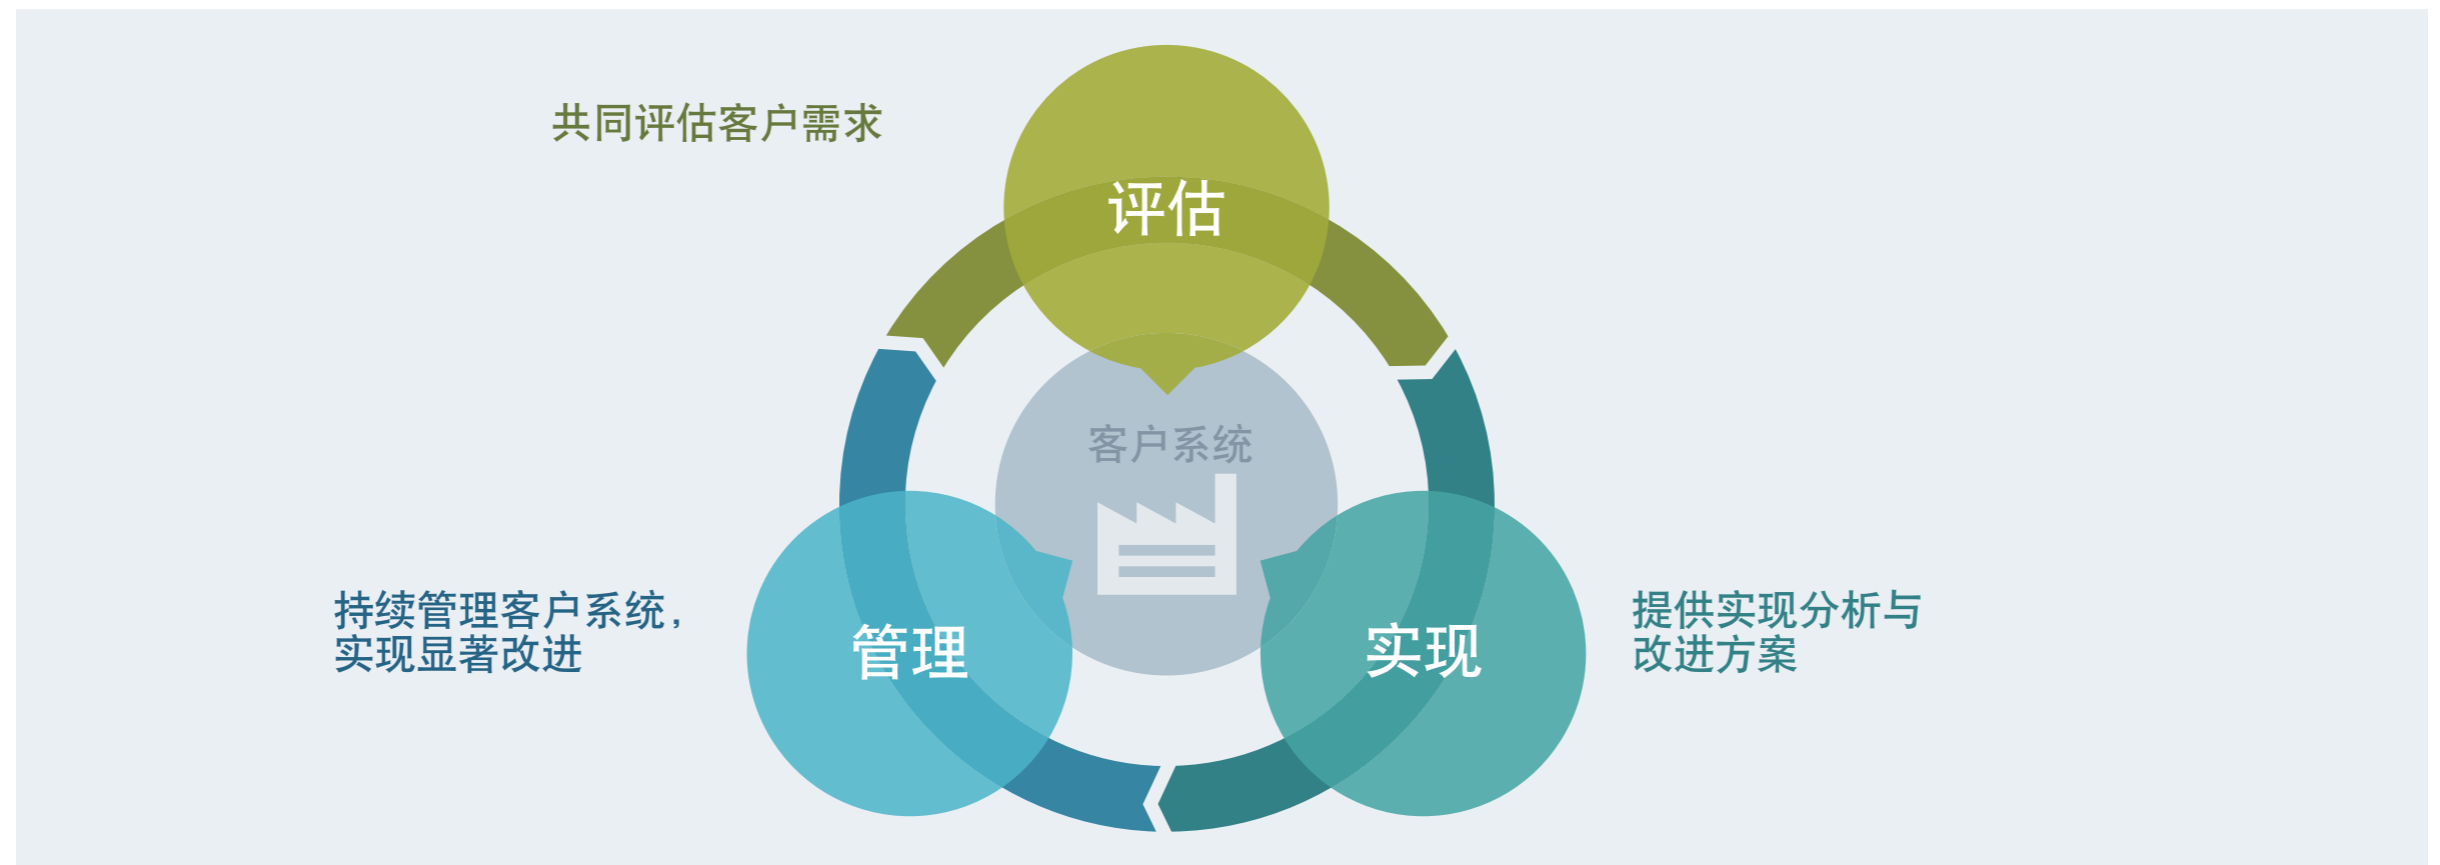 共同评估客户需求
评估
客户系统
持续管理客户系统，
实现显著改进
管理
实现
提供实现分析与
改进方案